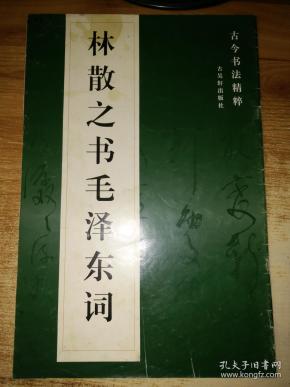 古今书法精粹
古吴轩出版社
林散之书毛泽东词
孔夫子旧书网